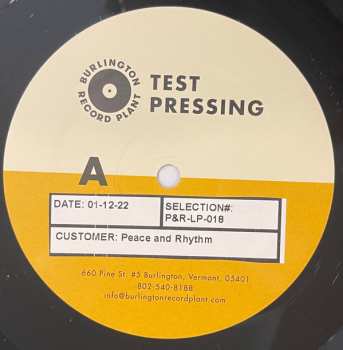 BURLINGTON
RECORD PLANT
TEST
PRESSING
A
DATE: 01-12-22
SELECTION#:
P&R-LP-018
CUSTOMER: Peace and Rhythm
660 Pine St. #5 Burlington, Vermont, 05401
802-540-8188
info@burlingtonrecordplant.com